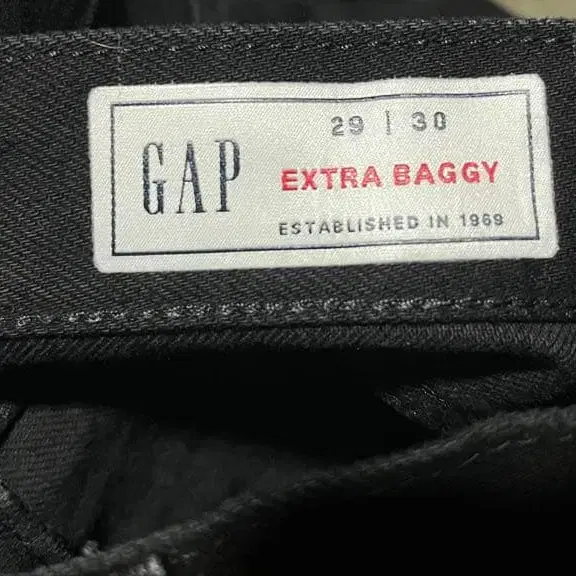 GAP
29 | 30
EXTRA BAGGY
ESTABLISHED IN 1969